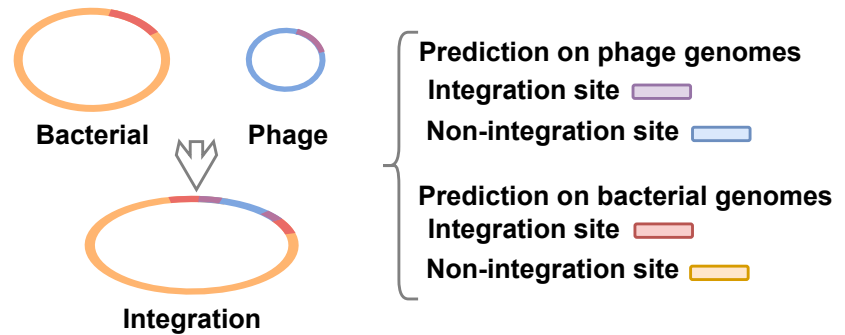 Bacterial
Phage
Integration
Prediction on phage genomes
Integration site
Non-integration site
Prediction on bacterial genomes
Integration site
Non-integration site